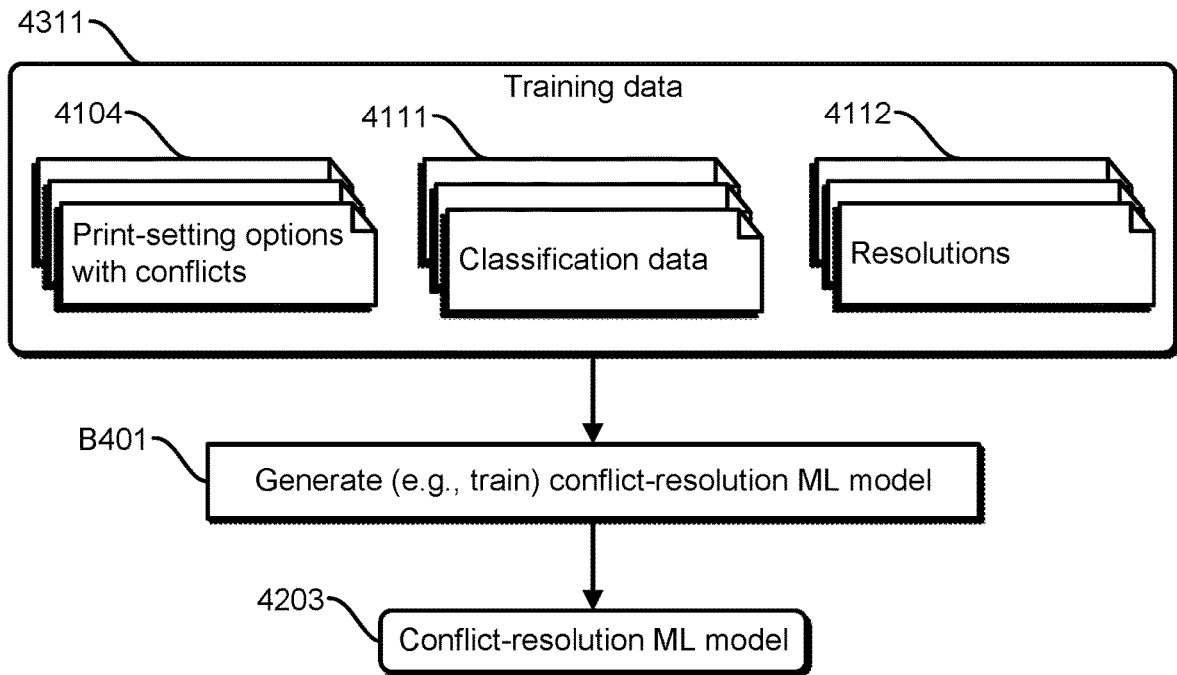 4311
Training data
4104
4111
4112
Print-setting options
with conflicts
Classification data
Resolutions
B401
Generate (e.g., train) conflict-resolution ML model
4203
Conflict-resolution ML model